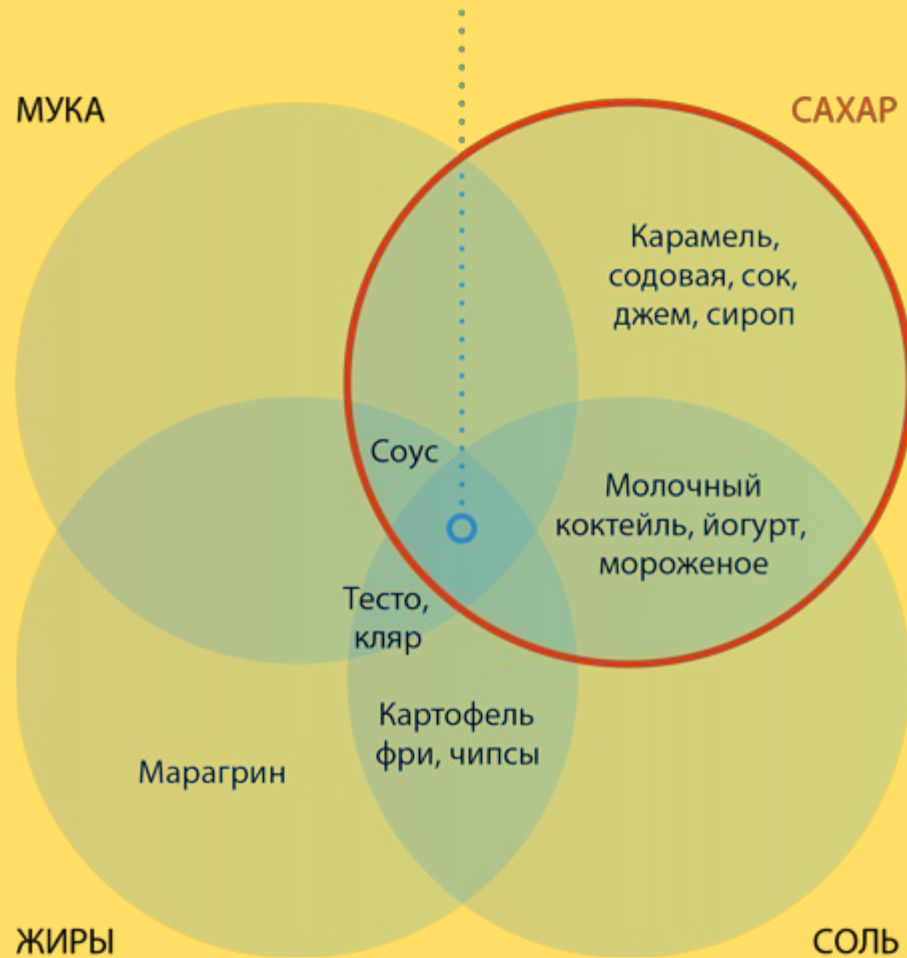 МУКА
САХАР
Карамель,
содовая, сок,
джем, сироп
Соус
Молочный
коктейль, йогурт,
мороженое
Тесто,
кляр
Картофель
фри, чипсы
Марагрин
ЖИРЫ
СОЛЬ